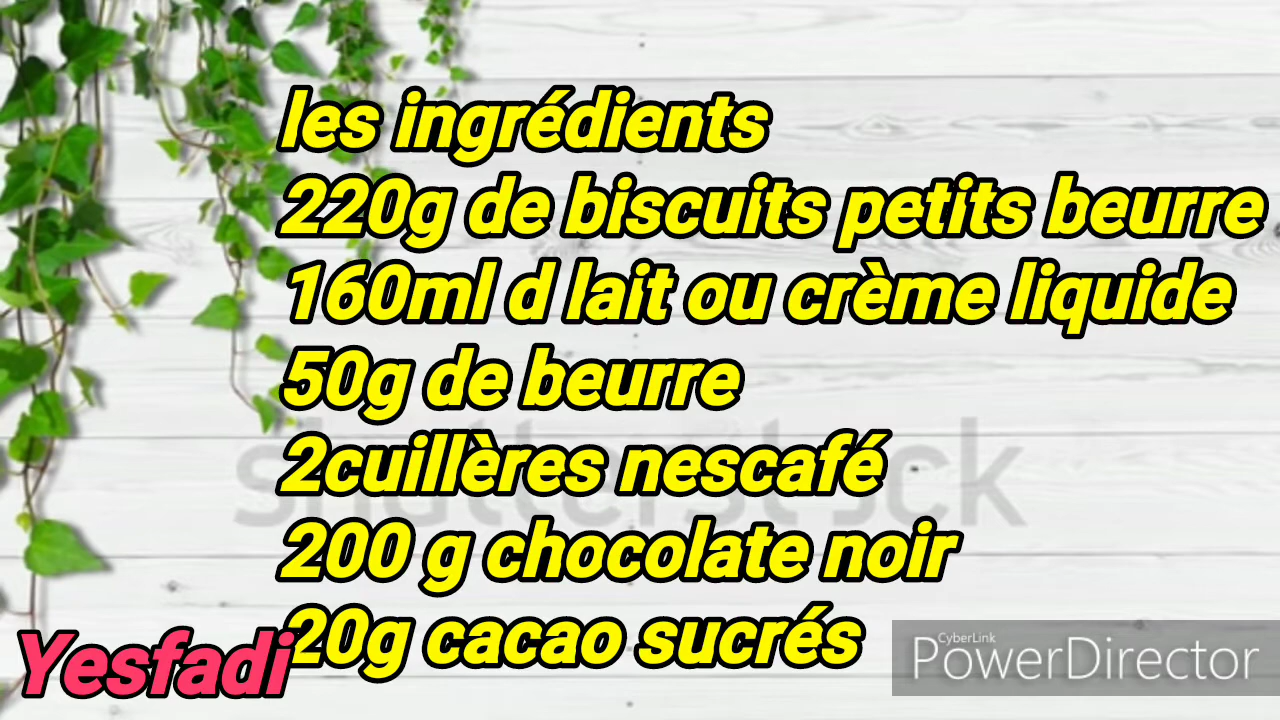 les ingrédients
220g de biscuits petits beurre
160ml d lait ou crème liquide
50g de beurre
2cuillères nescafé
200 g chocolate noir
20g cacao sucrés
Yesfadi
CyberLink
PowerDirector
shutterstock